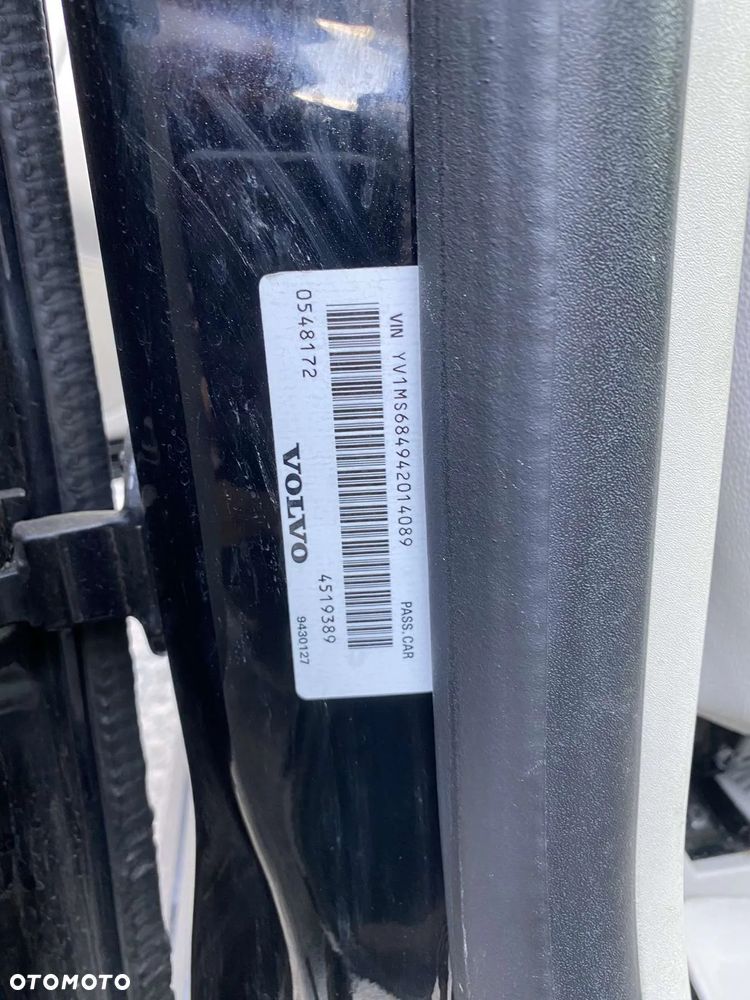 VIN YV1MS684942014089
PASS.CAR
0548172
4519389
VOLVO
9430127
OTOMOTO